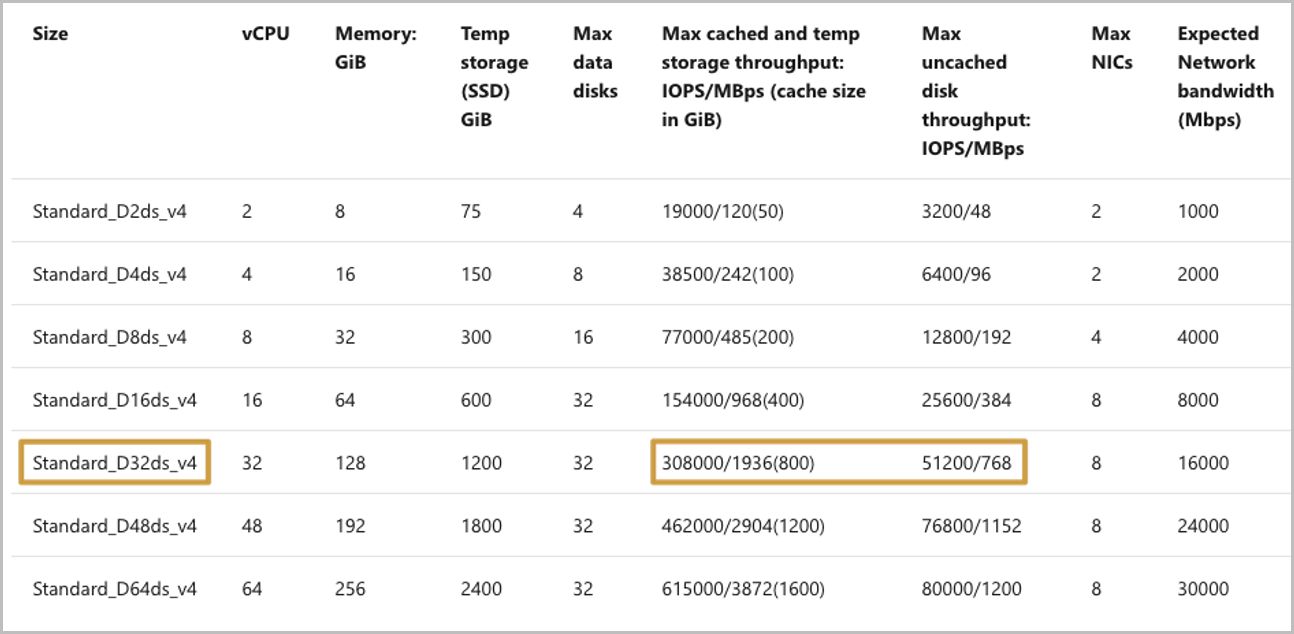 Size vCPU Memory: Temp Max Max cached and temp Max Max Expected
GiB storage data storage throughput: uncached NICs Network
(SSD) disks IOPS/MBps (cache size disk bandwidth
GiB in GiB) throughput: (Mbps)
IOPS/MBps
Standard_D2ds_v4 2 8 75 4 19000/120(50) 3200/48 2 1000
Standard_D4ds_v4 4 16 150 8 38500/242(100) 6400/96 2 2000
Standard_D8ds_v4 8 32 300 16 77000/485(200) 12800/192 4 4000
Standard_D16ds_v4 16 64 600 32 154000/968(400) 25600/384 8 8000
Standard_D32ds_v4 32 128 1200 32 308000/1936(800) 51200/768 8 16000
Standard_D48ds_v4 48 192 1800 32 462000/2904(1200) 76800/1152 8 24000
Standard_D64ds_v4 64 256 2400 32 615000/3872(1600) 80000/1200 8 30000